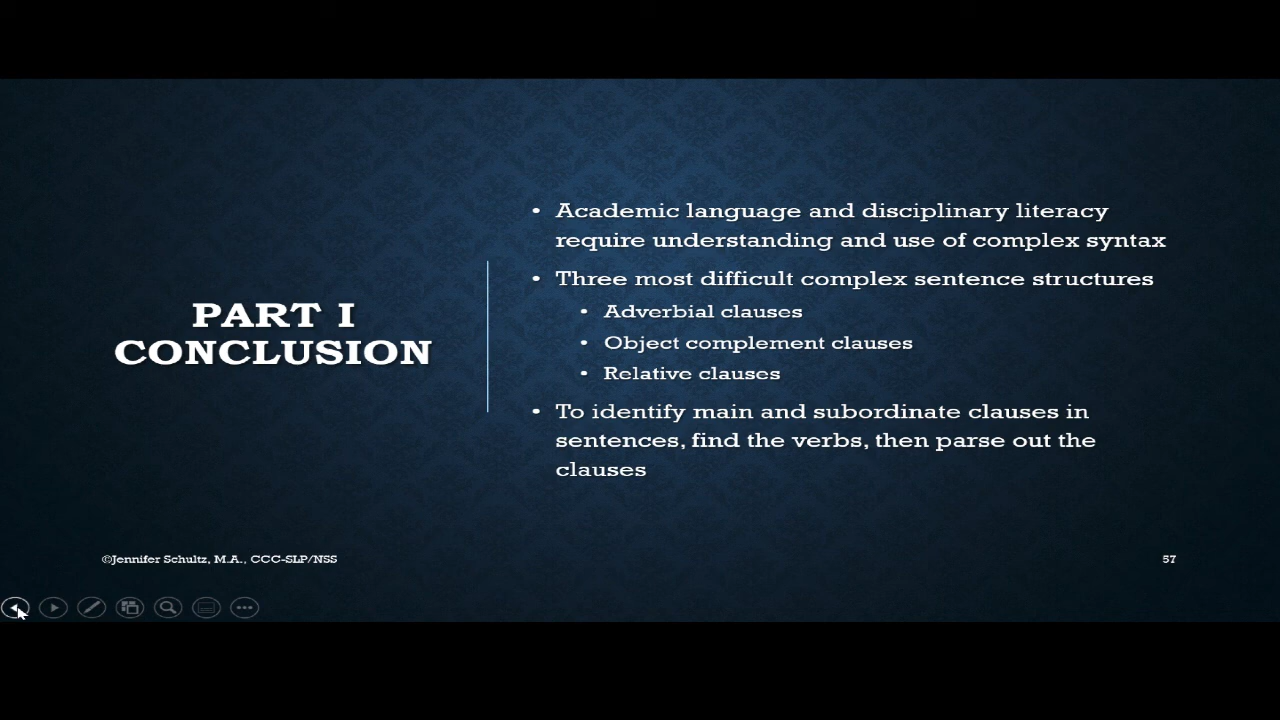 PART I
CONCLUSION
• Academic language and disciplinary literacy
require understanding and use of complex syntax
• Three most difficult complex sentence structures
• Adverbial clauses
• Object complement clauses
• Relative clauses
• To identify main and subordinate clauses in
sentences, find the verbs, then parse out the
clauses
©Jennifer Schultz, M.A., CCC-SLP/NSS
57